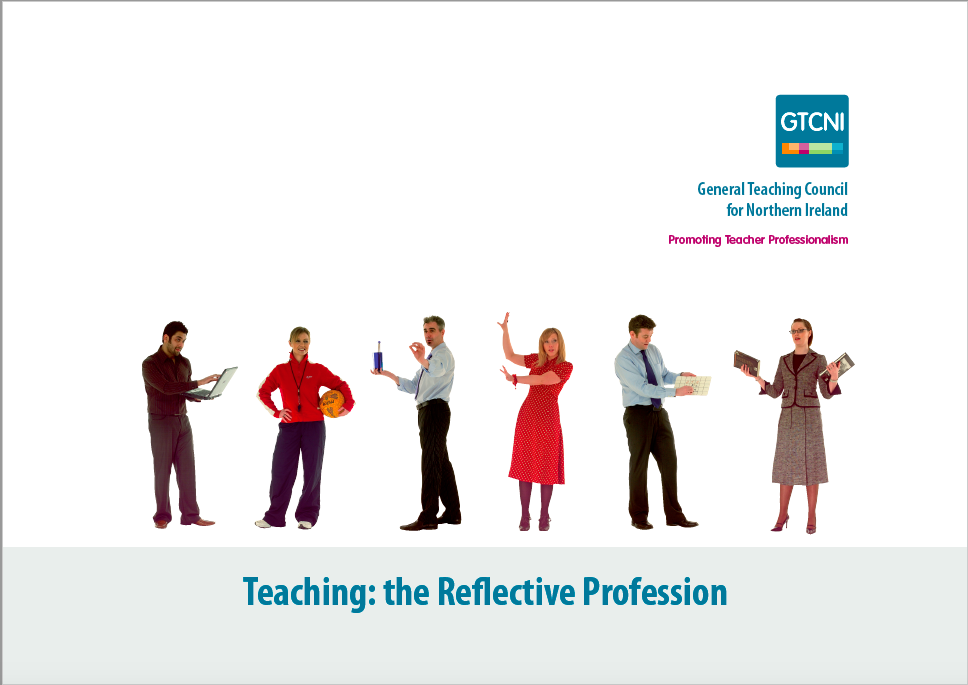 GTCNI
General Teaching Council
for Northern Ireland
Promoting Teacher Professionalism
Teaching: the Reflective Profession